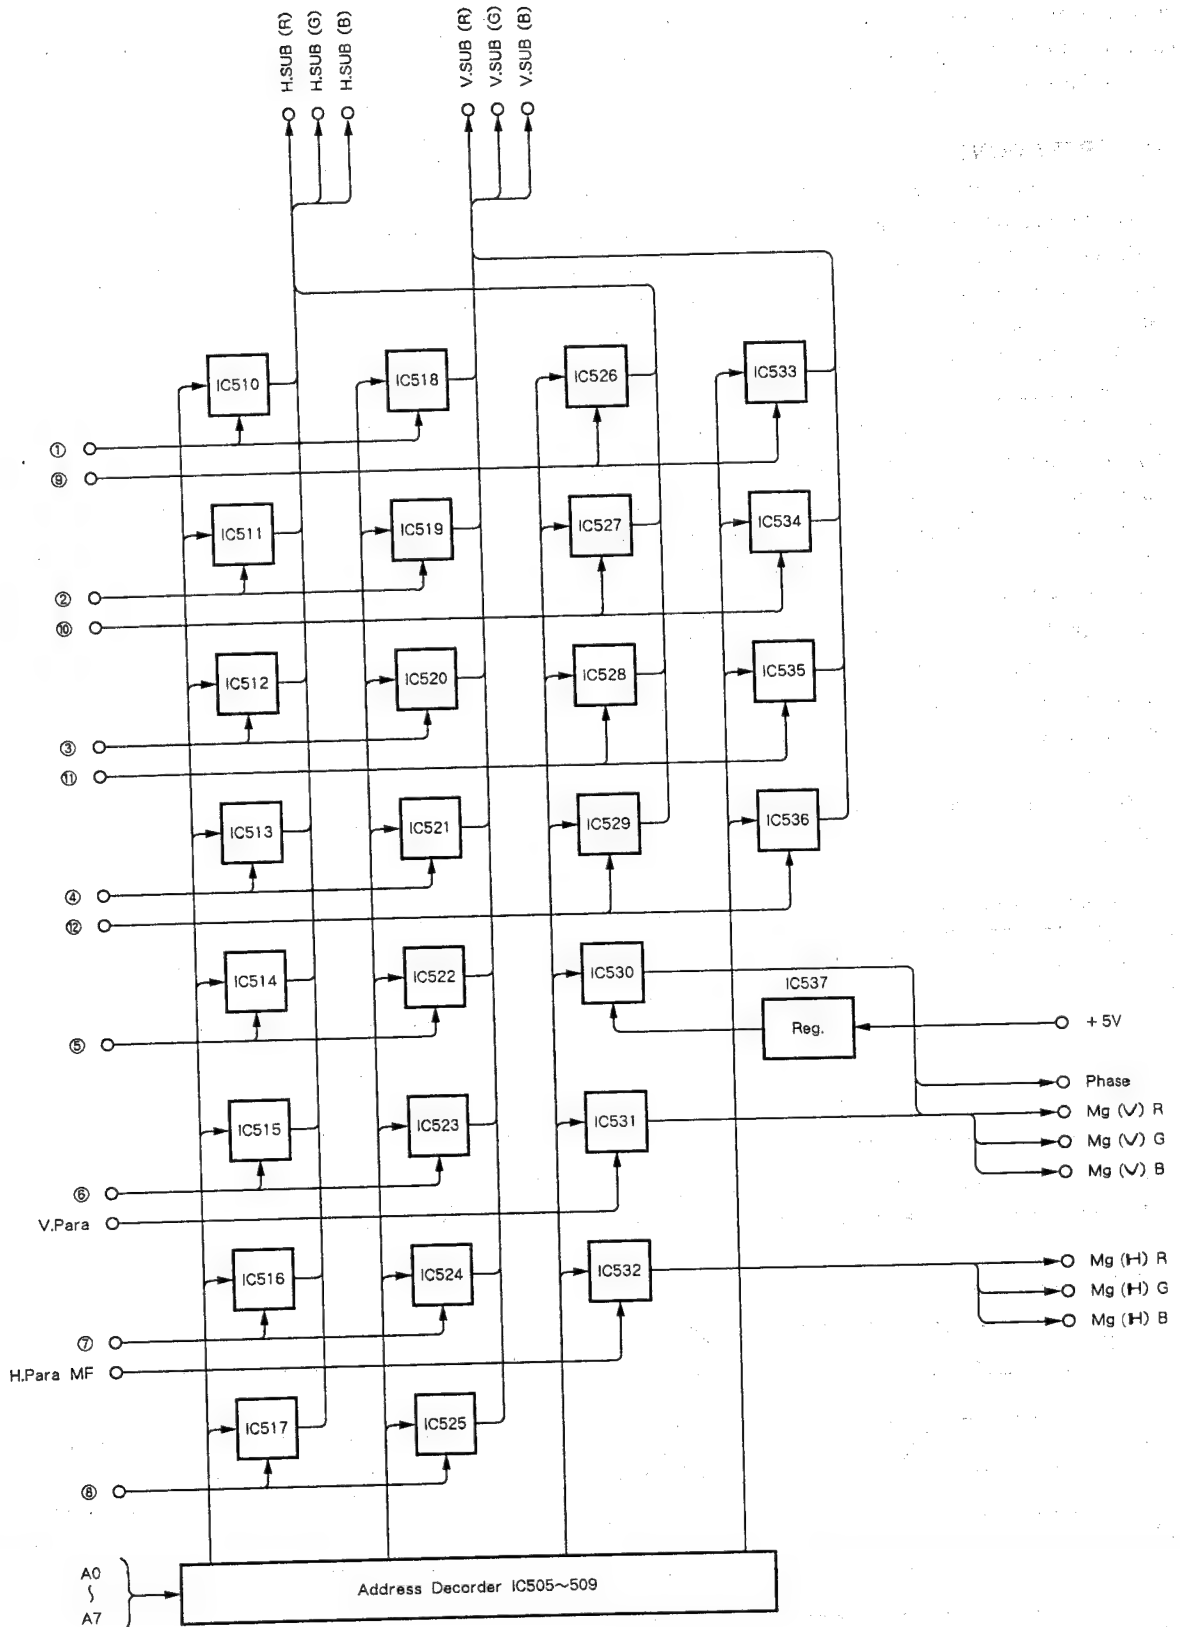 H.SUB (R)
H.SUB (G)
H.SUB (B)
V.SUB (R)
V.SUB (G)
V.SUB (B)
IC510
IC518
IC526
IC533
①
⑨
IC511
IC519
IC527
IC534
②
⑩
IC512
IC520
IC528
IC535
③
⑪
IC513
IC521
IC529
IC536
④
⑫
IC514
IC522
IC530
IC537
Reg.
+5V
⑤
Phase
IC515
IC523
IC531
Mg (V) R
Mg (V) G
Mg (V) B
⑥
V.Para
IC516
IC524
IC532
Mg (H) R
Mg (H) G
Mg (H) B
⑦
H.Para MF
IC517
IC525
⑧
A0
~
A7
Address Decorder IC505~509